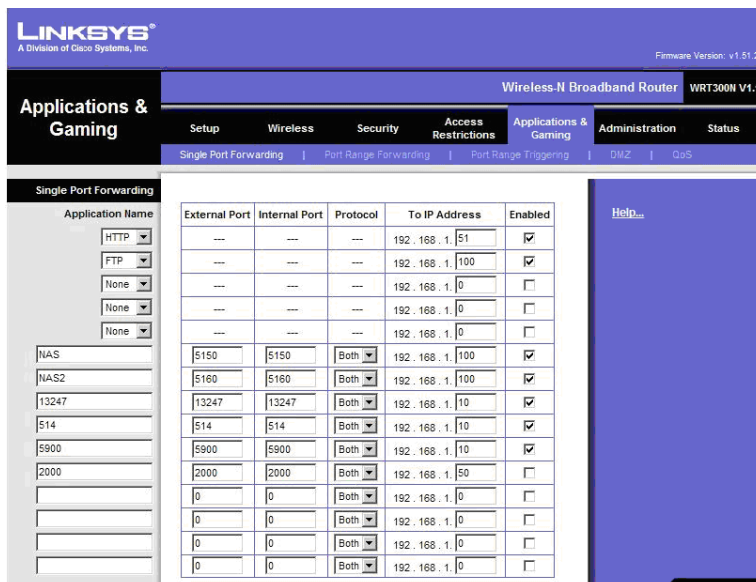 LINKSYS®
A Division of Cisco Systems, Inc.
Firmware Version: v1.51.2
Wireless-N Broadband Router WRT300N V1.
Applications & Gaming
Setup Wireless Security Access Restrictions Applications & Gaming Administration Status
Single Port Forwarding | Port Range Forwarding | Port Range Triggering | DMZ | QoS
Single Port Forwarding
Application Name External Port Internal Port Protocol To IP Address Enabled Help...
HTTP --- --- --- 192 . 168 . 1. 51
FTP --- --- --- 192 . 168 . 1. 100
None --- --- --- 192 . 168 . 1. 0
None --- --- --- 192 . 168 . 1. 0
None --- --- --- 192 . 168 . 1. 0
NAS 5150 5150 Both 192 . 168 . 1. 100
NAS2 5160 5160 Both 192 . 168 . 1. 100
13247 13247 13247 Both 192 . 168 . 1. 10
514 514 514 Both 192 . 168 . 1. 10
5900 5900 5900 Both 192 . 168 . 1. 10
2000 2000 2000 Both 192 . 168 . 1. 50
0 0 Both 192 . 168 . 1. 0
0 0 Both 192 . 168 . 1. 0
0 0 Both 192 . 168 . 1. 0
0 0 Both 192 . 168 . 1. 0